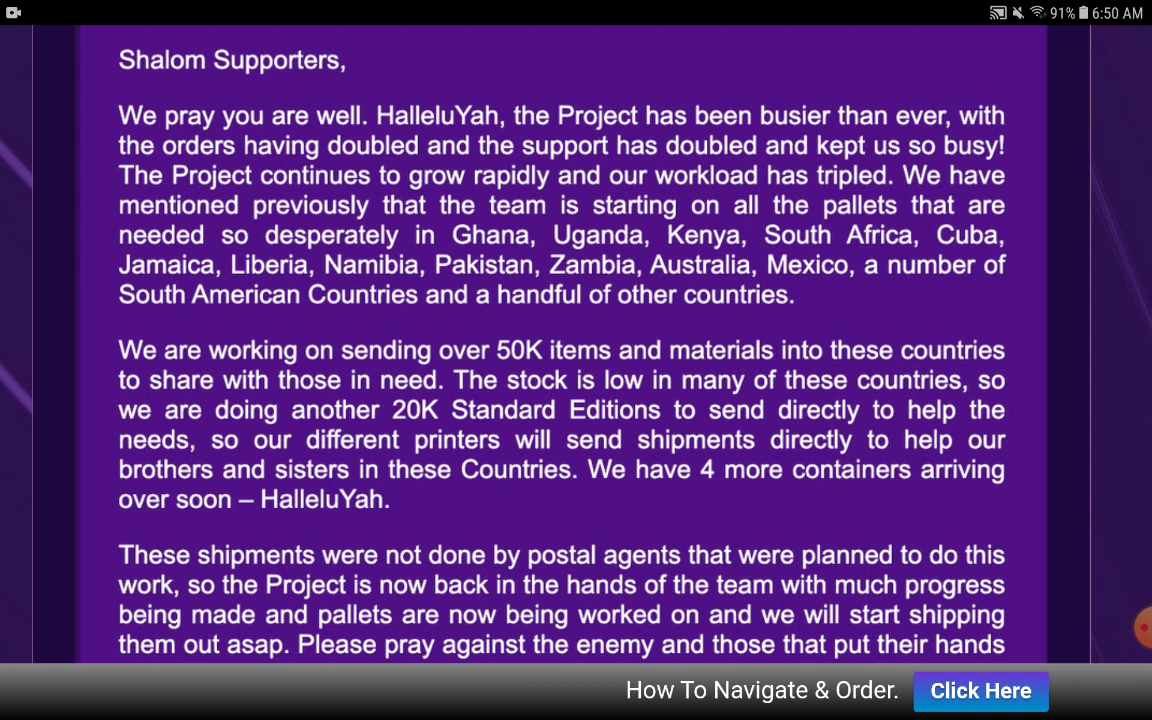 91% 6:50 AM
Shalom Supporters,
We pray you are well. HalleluYah, the Project has been busier than ever, with
the orders having doubled and the support has doubled and kept us so busy!
The Project continues to grow rapidly and our workload has tripled. We have
mentioned previously that the team is starting on all the pallets that are
needed so desperately in Ghana, Uganda, Kenya, South Africa, Cuba,
Jamaica, Liberia, Namibia, Pakistan, Zambia, Australia, Mexico, a number of
South American Countries and a handful of other countries.
We are working on sending over 50K items and materials into these countries
to share with those in need. The stock is low in many of these countries, so
we are doing another 20K Standard Editions to send directly to help the
needs, so our different printers will send shipments directly to help our
brothers and sisters in these Countries. We have 4 more containers arriving
over soon – HalleluYah.
These shipments were not done by postal agents that were planned to do this
work, so the Project is now back in the hands of the team with much progress
being made and pallets are now being worked on and we will start shipping
them out asap. Please pray against the enemy and those that put their hands
How To Navigate & Order. Click Here